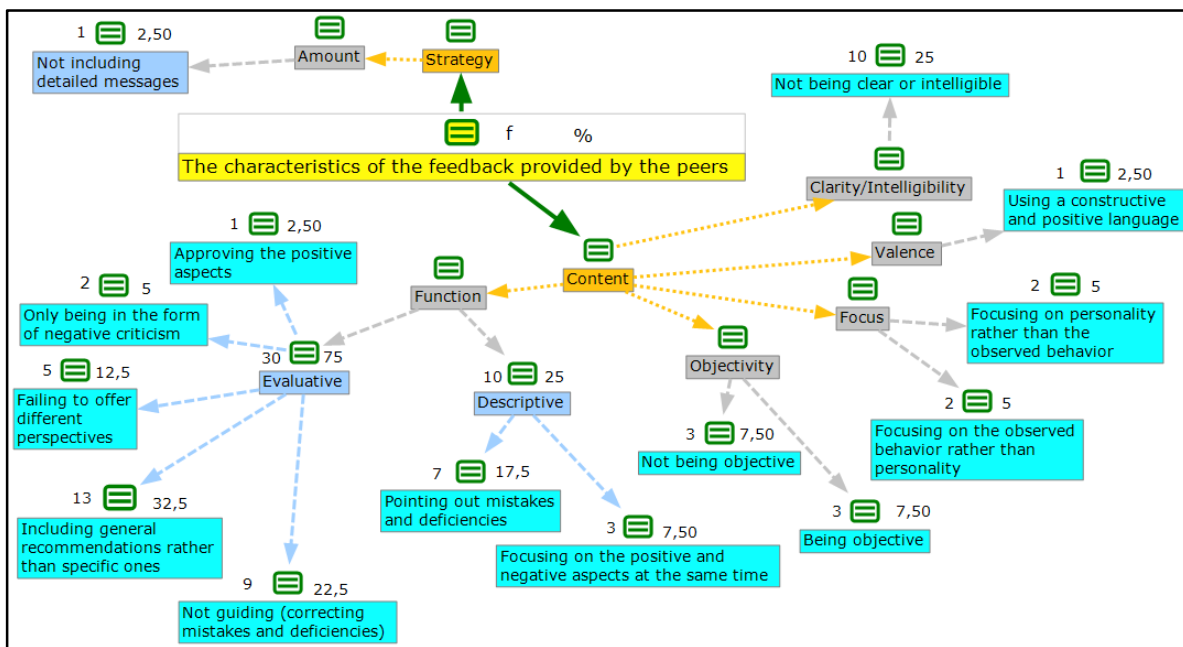 1 2,50
Not including
detailed messages
Amount
Strategy
f %
The characteristics of the feedback provided by the peers
10 25
Not being clear or intelligible
Clarity/Intelligibility
1 2,50
Using a constructive
and positive language
Valence
Content
Function
Focus
Objectivity
1 2,50
Approving the positive
aspects
2 5
Only being in the form
of negative criticism
30 75
Evaluative
5 12,5
Failing to offer
different
perspectives
13 32,5
Including general
recommendations rather
than specific ones
9 22,5
Not guiding (correcting
mistakes and deficiencies)
10 25
Descriptive
7 17,5
Pointing out mistakes
and deficiencies
3 7,50
Focusing on the positive and
negative aspects at the same time
3 7,50
Not being objective
3 7,50
Being objective
2 5
Focusing on personality
rather than the
observed behavior
2 5
Focusing on the observed
behavior rather than
personality